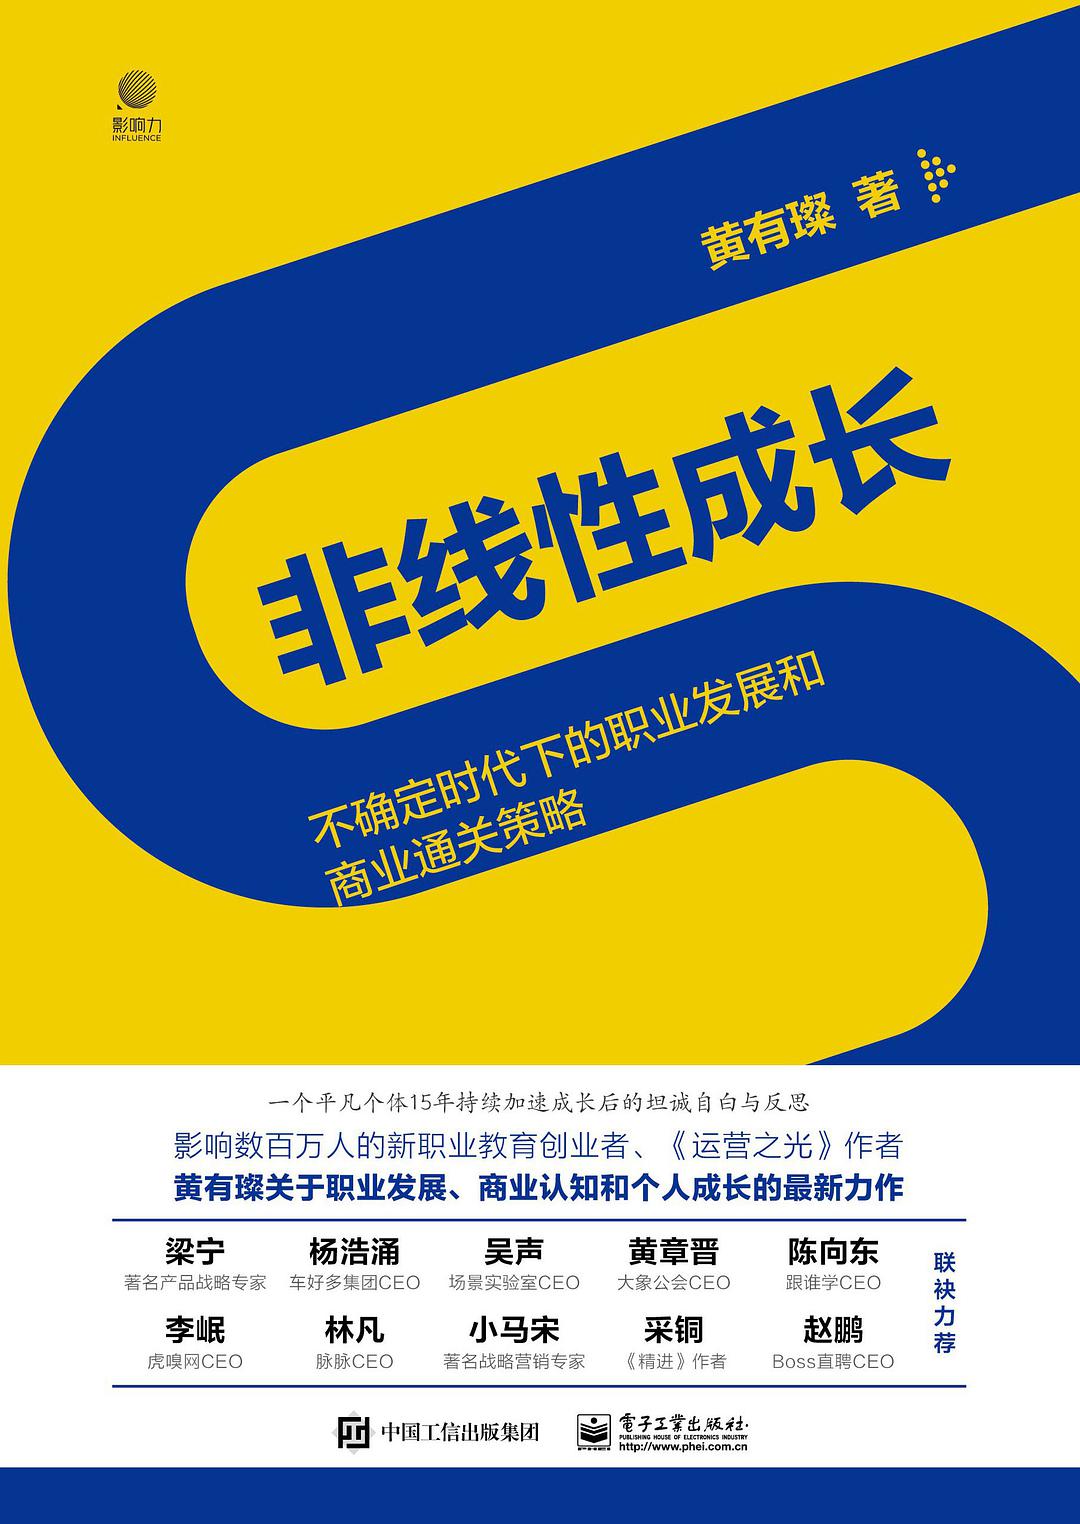 影响力
INFLUENCE
黄有璨 著
非线性成长
不确定时代下的职业发展和
商业通关策略
一个平凡个体15年持续加速成长后的坦诚自白与反思
影响数百万人的新职业教育创业者、《运营之光》作者
黄有璨关于职业发展、商业认知和个人成长的最新力作
梁宁 杨浩涌 吴声 黄章晋 陈向东
著名产品战略专家 车好多集团CEO 场景实验室CEO 大象公会CEO 跟谁学CEO
李岷 林凡 小马宋 采铜 赵鹏
虎嗅网CEO 脉脉CEO 著名战略营销专家 《精进》作者 Boss直聘CEO
联袂力荐
中国工信出版集团
電子工業出版社
PUBLISHING HOUSE OF ELECTRONICS INDUSTRY
PHEI
http://www.phei.com.cn